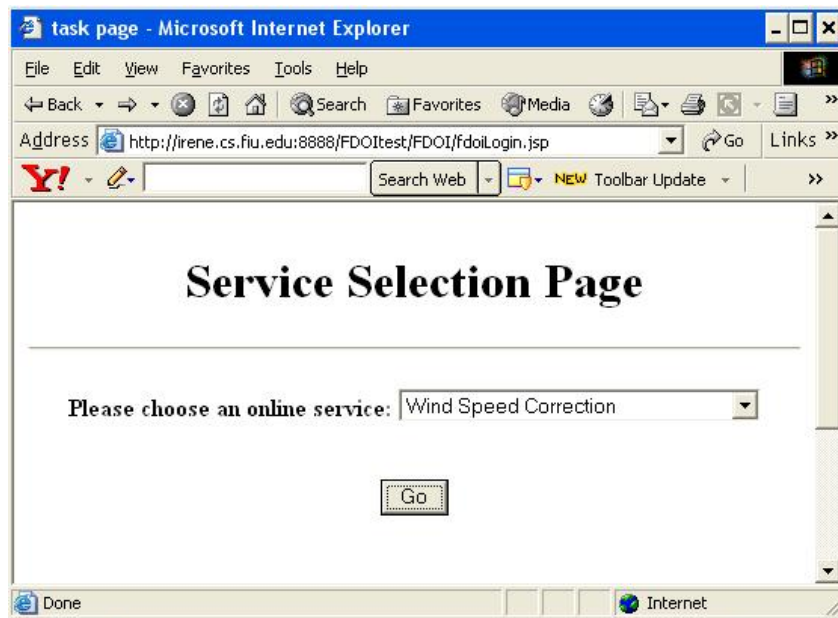 task page - Microsoft Internet Explorer
File Edit View Favorites Tools Help
Back Search Favorites Media »
Address http://irene.cs.fiu.edu:8888/FDOItest/FDOI/fdoiLogin.jsp Go Links »
Y! Search Web NEW Toolbar Update »
Service Selection Page
Please choose an online service: Wind Speed Correction
Go
Done Internet